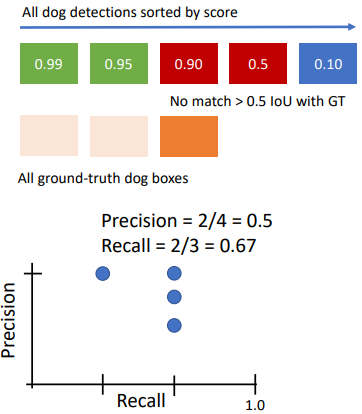 All dog detections sorted by score
0.99 0.95 0.90 0.5 0.10
No match > 0.5 IoU with GT
All ground-truth dog boxes
Precision = 2/4 = 0.5
Recall = 2/3 = 0.67
Precision
Recall
1.0